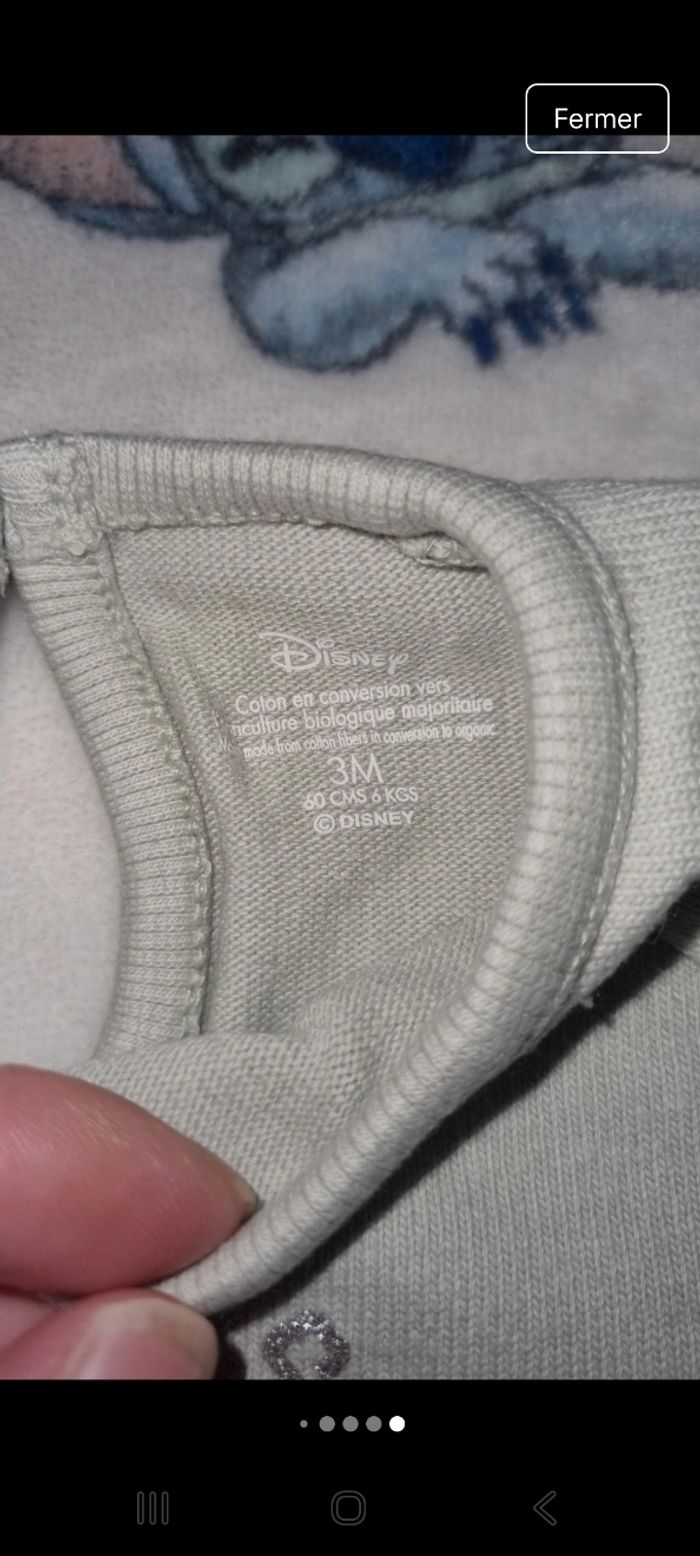 Fermer
Disney
Coton en conversion vers
biologique majoritaire
made from cotton fibers in conversion to organic
3M
60 CMS 6 KGS
© DISNEY